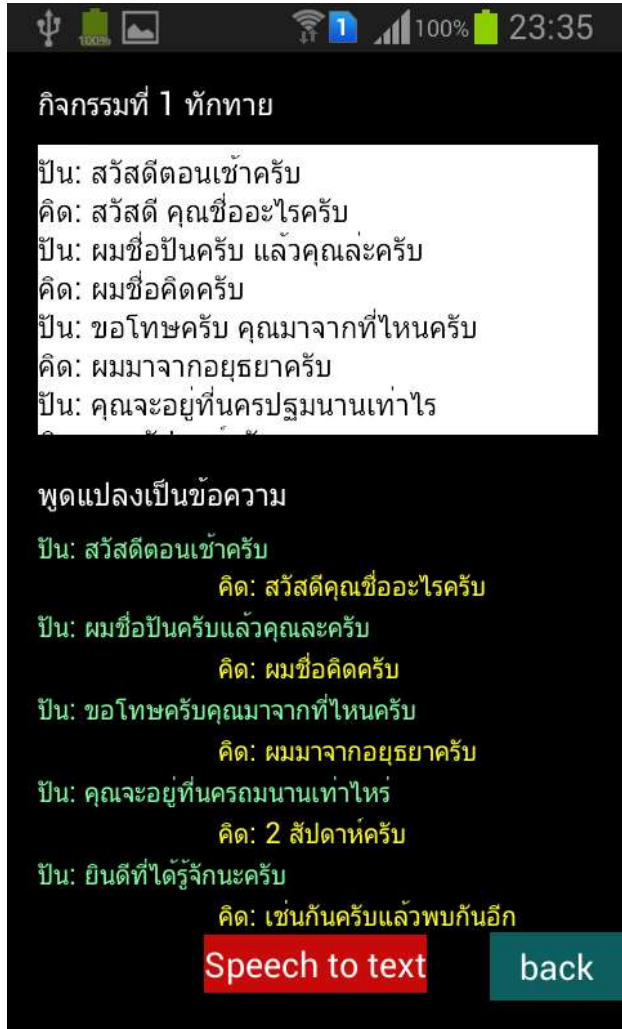 100% 1 100% 23:35
กิจกรรมที่ 1 ทักทาย
ปัน: สวัสดีตอนเช้าครับ
คิด: สวัสดี คุณชื่ออะไรครับ
ปัน: ผมชื่อปันครับ แล้วคุณล่ะครับ
คิด: ผมชื่อคิดครับ
ปัน: ขอโทษครับ คุณมาจากที่ไหนครับ
คิด: ผมมาจากอยุธยาครับ
ปัน: คุณจะอยู่ที่นครปฐมนานเท่าไร
พูดแปลงเป็นข้อความ
ปัน: สวัสดีตอนเช้าครับ
คิด: สวัสดีคุณชื่ออะไรครับ
ปัน: ผมชื่อปันครับแล้วคุณละครับ
คิด: ผมชื่อคิดครับ
ปัน: ขอโทษครับคุณมาจากที่ไหนครับ
คิด: ผมมาจากอยุธยาครับ
ปัน: คุณจะอยู่ที่นครถมนานเท่าไหร่
คิด: 2 สัปดาห์ครับ
ปัน: ยินดีที่ได้รู้จักนะครับ
คิด: เช่นกันครับแล้วพบกันอีก
Speech to text back